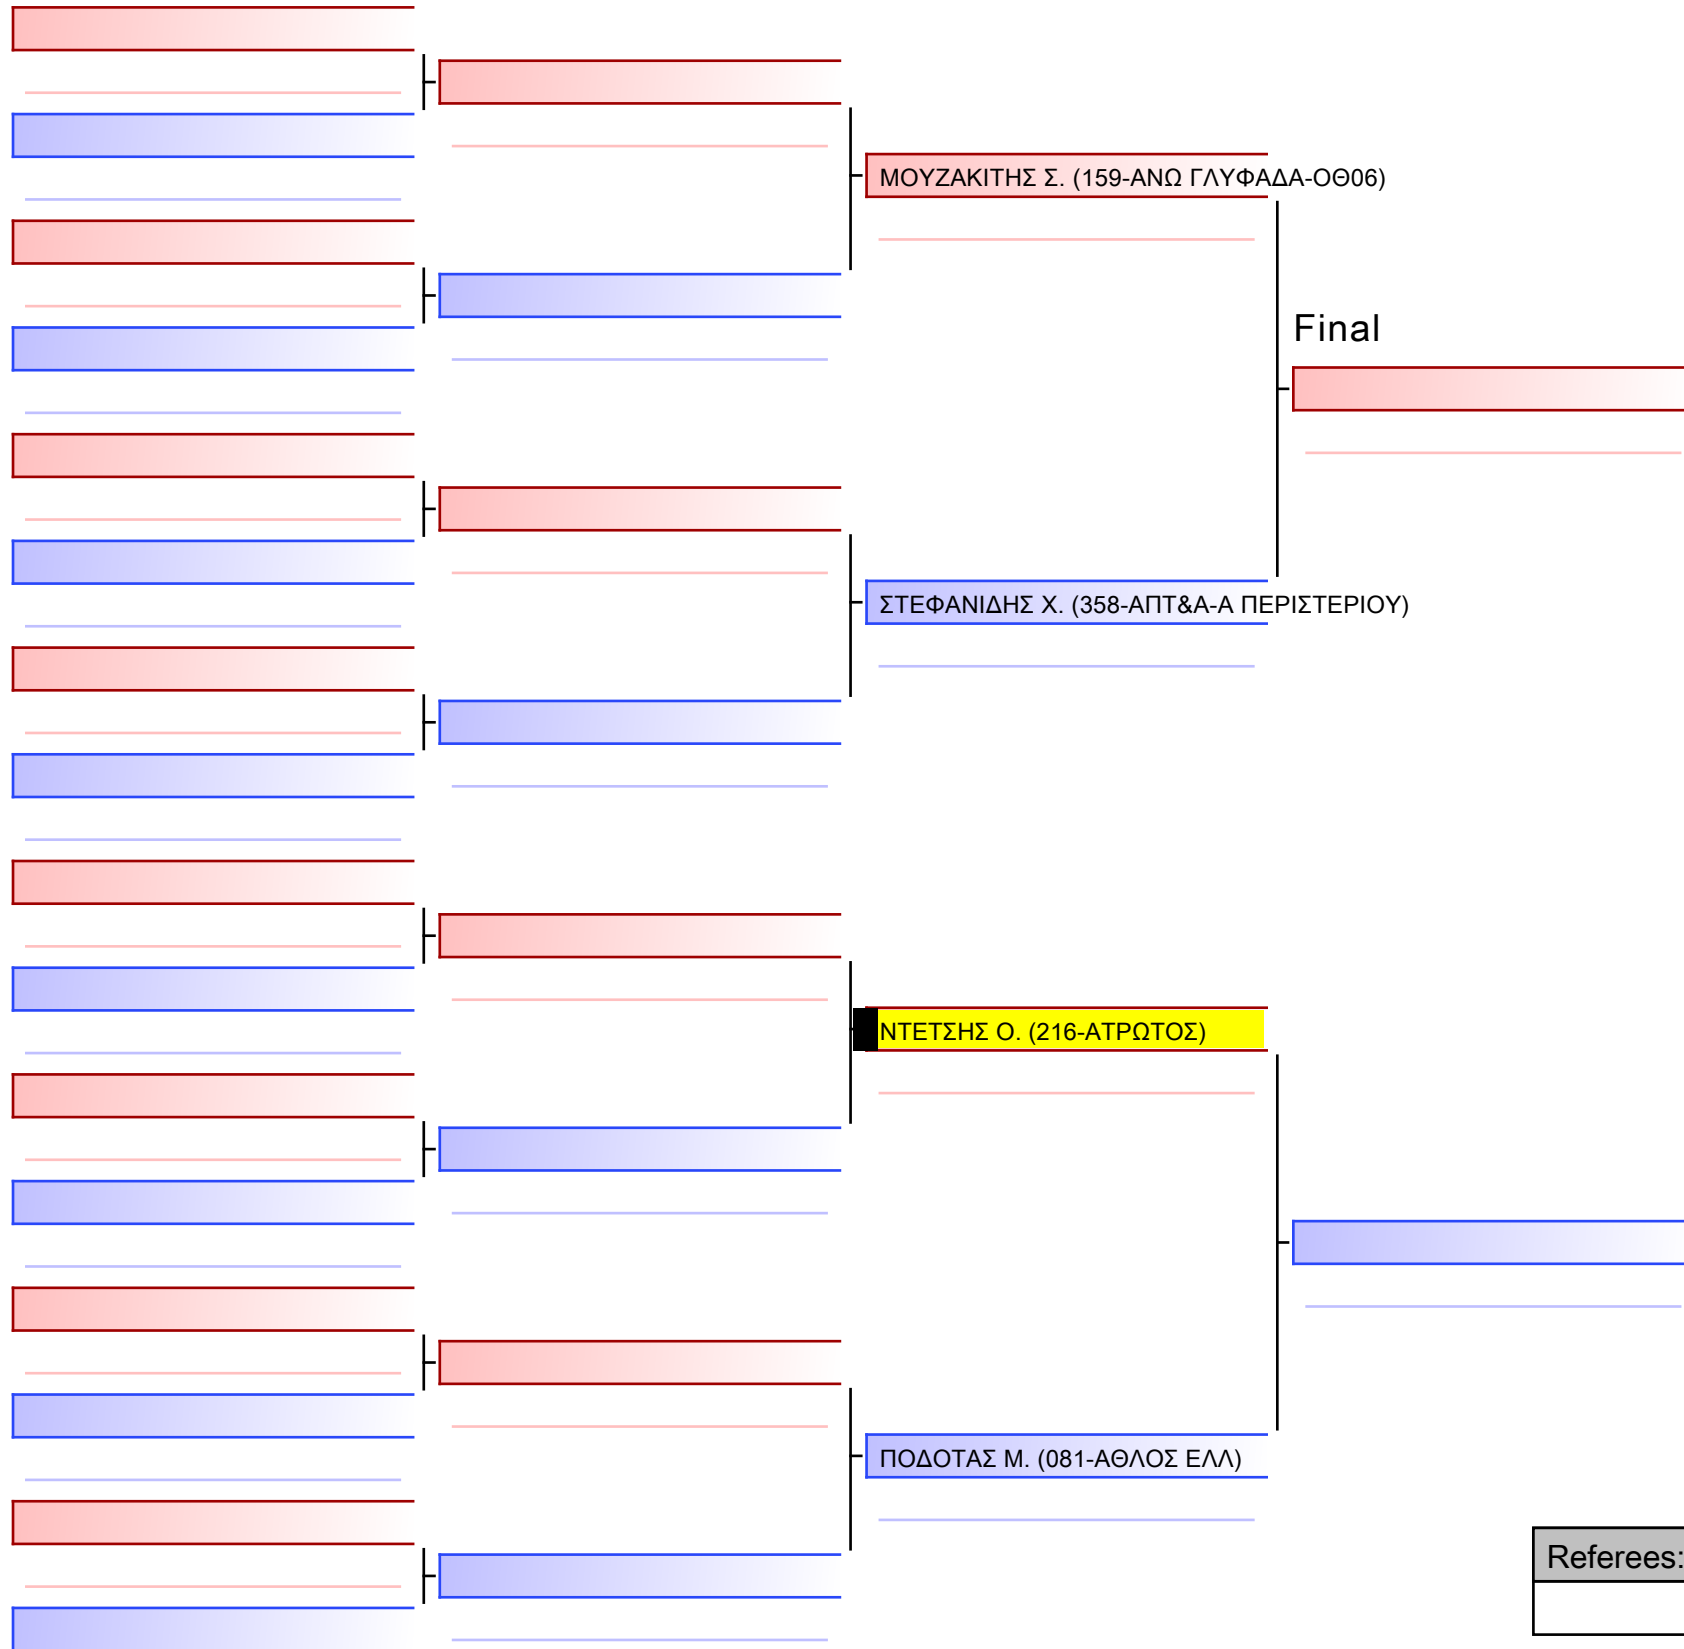 ΜΟΥΖΑΚΙΤΗΣ Σ. (159-ΑΝΩ ΓΛΥΦΑΔΑ-ΟΘ06)
Final
ΣΤΕΦΑΝΙΔΗΣ Χ. (358-ΑΠΤ&Α-Α ΠΕΡΙΣΤΕΡΙΟΥ)
ΝΤΕΤΣΗΣ Ο. (216-ΑΤΡΩΤΟΣ)
ΠΟΔΟΤΑΣ Μ. (081-ΑΘΛΟΣ ΕΛΛ)
Referees: